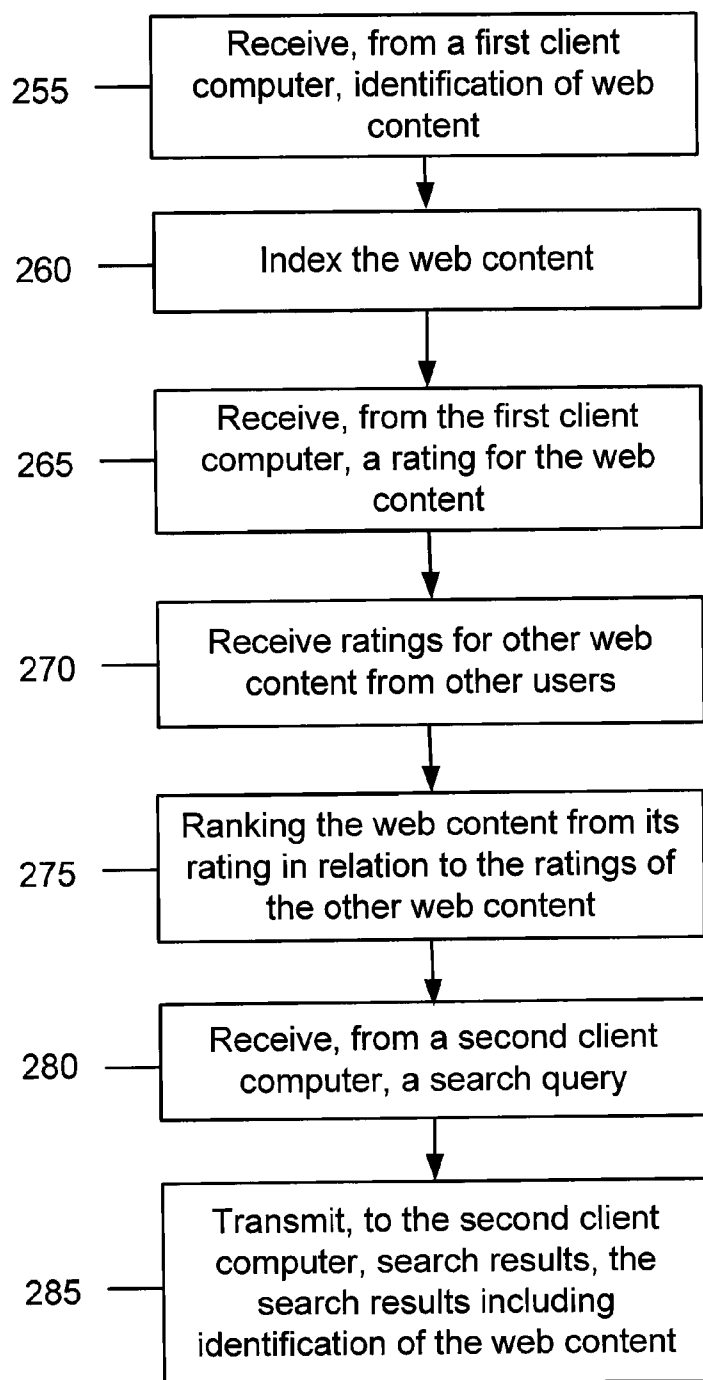 255
Receive, from a first client
computer, identification of web
content
260
Index the web content
265
Receive, from the first client
computer, a rating for the web
content
270
Receive ratings for other web
content from other users
275
Ranking the web content from its
rating in relation to the ratings of
the other web content
280
Receive, from a second client
computer, a search query
285
Transmit, to the second client
computer, search results, the
search results including
identification of the web content